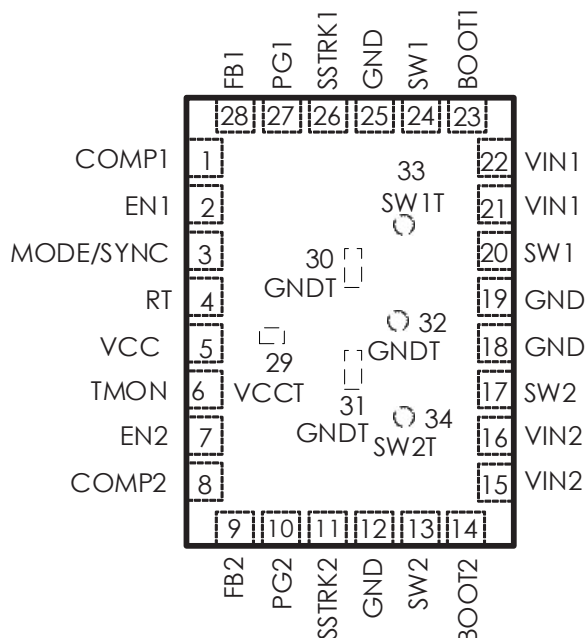 FB1
PG1
SSTRK1
GND
SW1
BOOT1
28 27 26 25 24 23
COMP1 1
EN1 2
MODE/SYNC 3
RT 4
VCC 5
TMON 6
EN2 7
COMP2 8
33
SW1T
30
GNDT
32
GNDT
29
VCCT
31
GNDT
34
SW2T
22 VIN1
21 VIN1
20 SW1
19 GND
18 GND
17 SW2
16 VIN2
15 VIN2
9 10 11 12 13 14
FB2
PG2
SSTRK2
GND
SW2
BOOT2